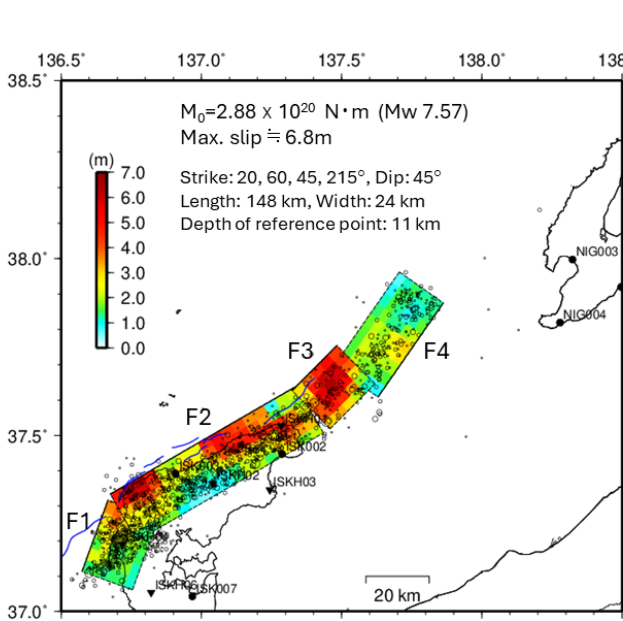 136.5° 137.0° 137.5° 138.0° 138
38.5°
M₀=2.88 x 10²⁰ N・m (Mw 7.57)
Max. slip ≒ 6.8m
(m)
7.0
Strike: 20, 60, 45, 215°, Dip: 45°
6.0
Length: 148 km, Width: 24 km
5.0
Depth of reference point: 11 km
4.0
3.0
2.0
1.0
0.0
NIG003
38.0°
NIG004
F3
F4
F2
ISK002
37.5°
ISKH03
F1
ISK007
20 km
37.0°